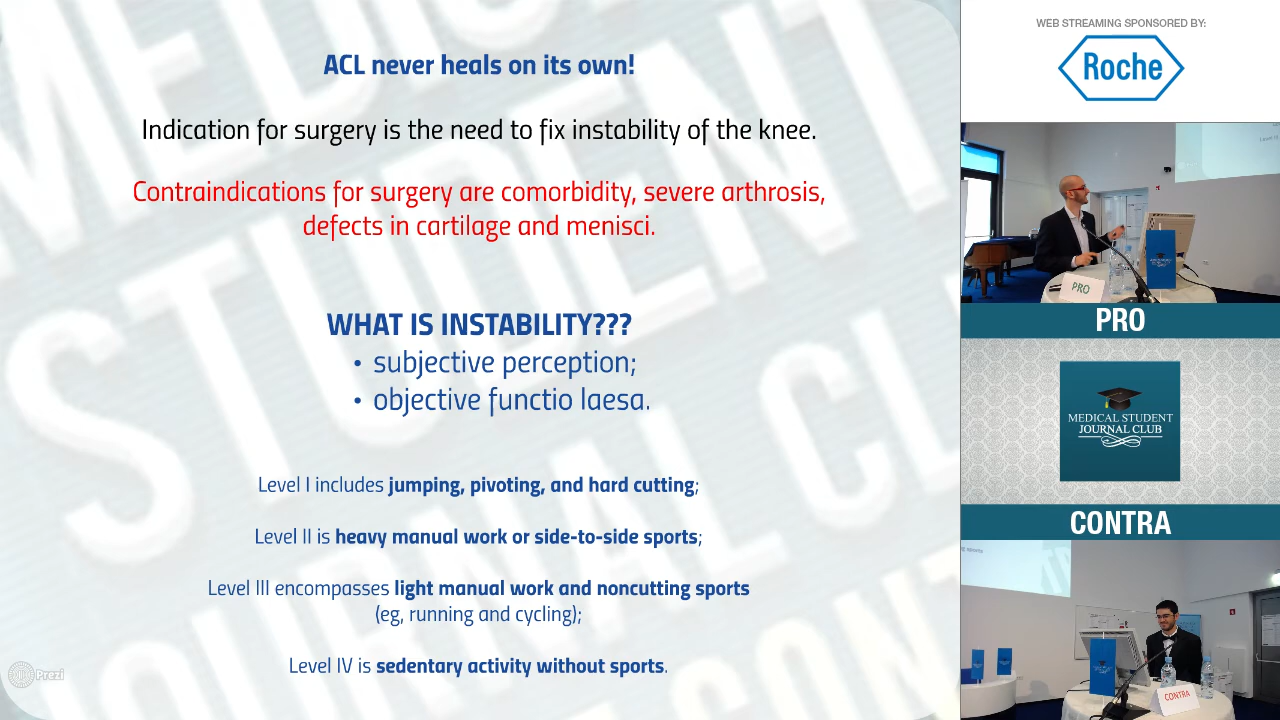 ACL never heals on its own!
Indication for surgery is the need to fix instability of the knee.
Contraindications for surgery are comorbidity, severe arthrosis,
defects in cartilage and menisci.
WHAT IS INSTABILITY???
• subjective perception;
• objective functio laesa.
Level I includes jumping, pivoting, and hard cutting;
Level II is heavy manual work or side-to-side sports;
Level III encompasses light manual work and noncutting sports
(eg, running and cycling);
Level IV is sedentary activity without sports.
Prezi
WEB STREAMING SPONSORED BY:
Roche
PRO
PRO
MEDICAL STUDENT
JOURNAL CLUB
CONTRA
CONTRA